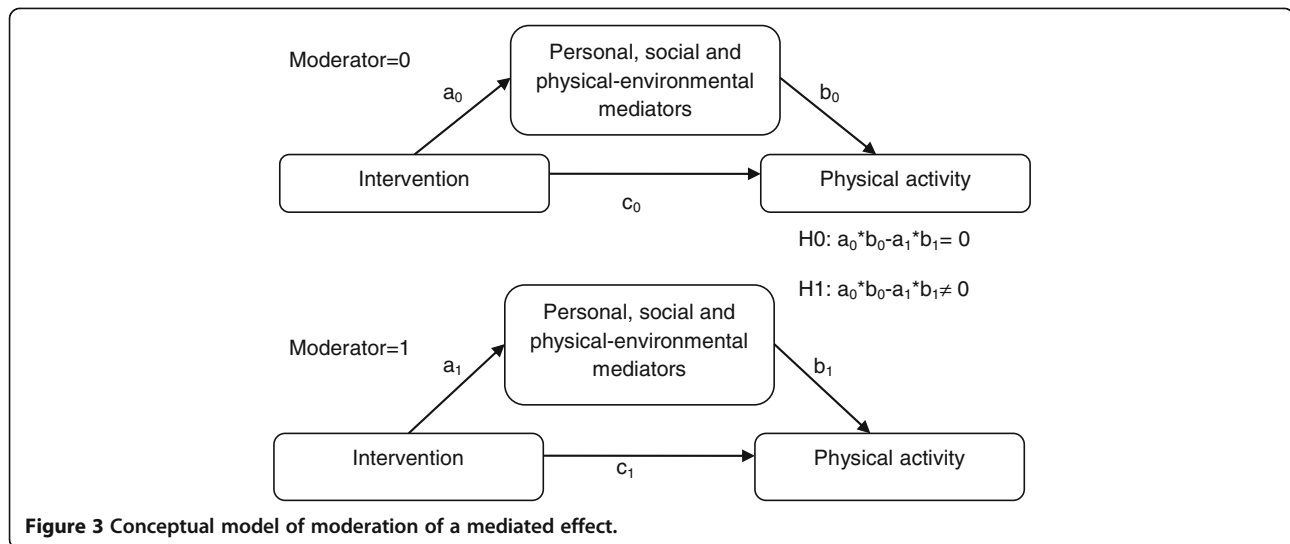 Moderator=0
Personal, social and
physical-environmental
mediators
a₀
b₀
Intervention
Physical activity
c₀
H0: a₀*b₀-a₁*b₁= 0
H1: a₀*b₀-a₁*b₁≠ 0
Moderator=1
Personal, social and
physical-environmental
mediators
a₁
b₁
Intervention
Physical activity
c₁
Figure 3 Conceptual model of moderation of a mediated effect.